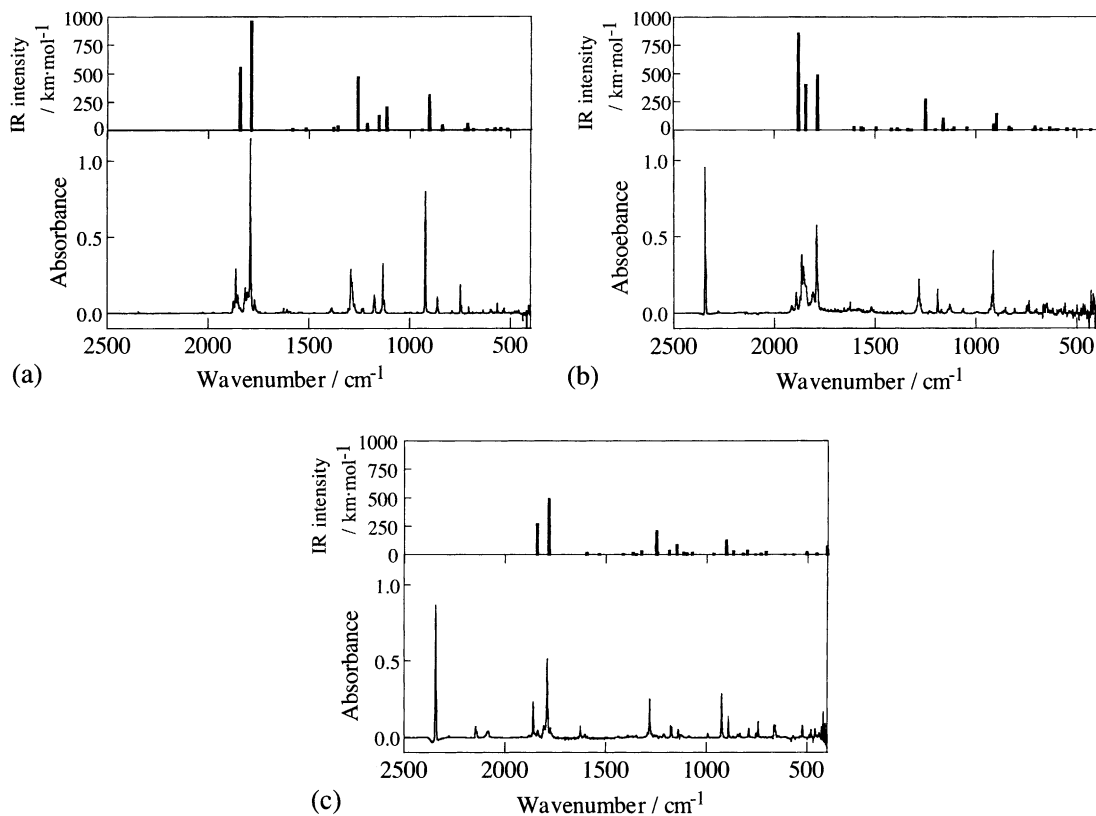 IR intensity
/ km·mol-1
1000
750
500
250
0
Absorbance
1.0
0.5
0.0
2500 2000 1500 1000 500
Wavenumber / cm-1
(a)
IR intensity
/ km·mol-1
1000
750
500
250
0
Absoebance
1.0
0.5
0.0
2500 2000 1500 1000 500
Wavenumber / cm-1
(b)
IR intensity
/ km·mol-1
1000
750
500
250
0
Absorbance
1.0
0.5
0.0
2500 2000 1500 1000 500
Wavenumber / cm-1
(c)